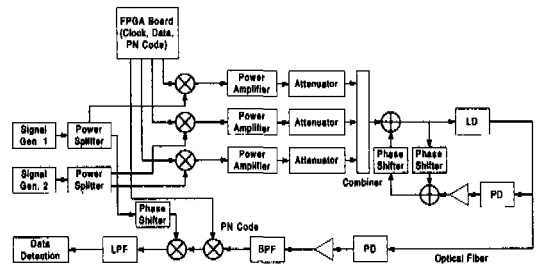 FPGA Board
(Clock, Data,
PN Code)
Power
Amplifier
Attenuator
Power
Amplifier
Attenuator
Power
Amplifier
Attenuator
Combiner
Signal
Gen. 1
Power
Splitter
Signal
Gen. 2
Power
Splitter
LD
Phase
Shifter
Phase
Shifter
PD
Phase
Shifter
PN Code
Data
Detection
LPF
BPF
PD
Optical Fiber